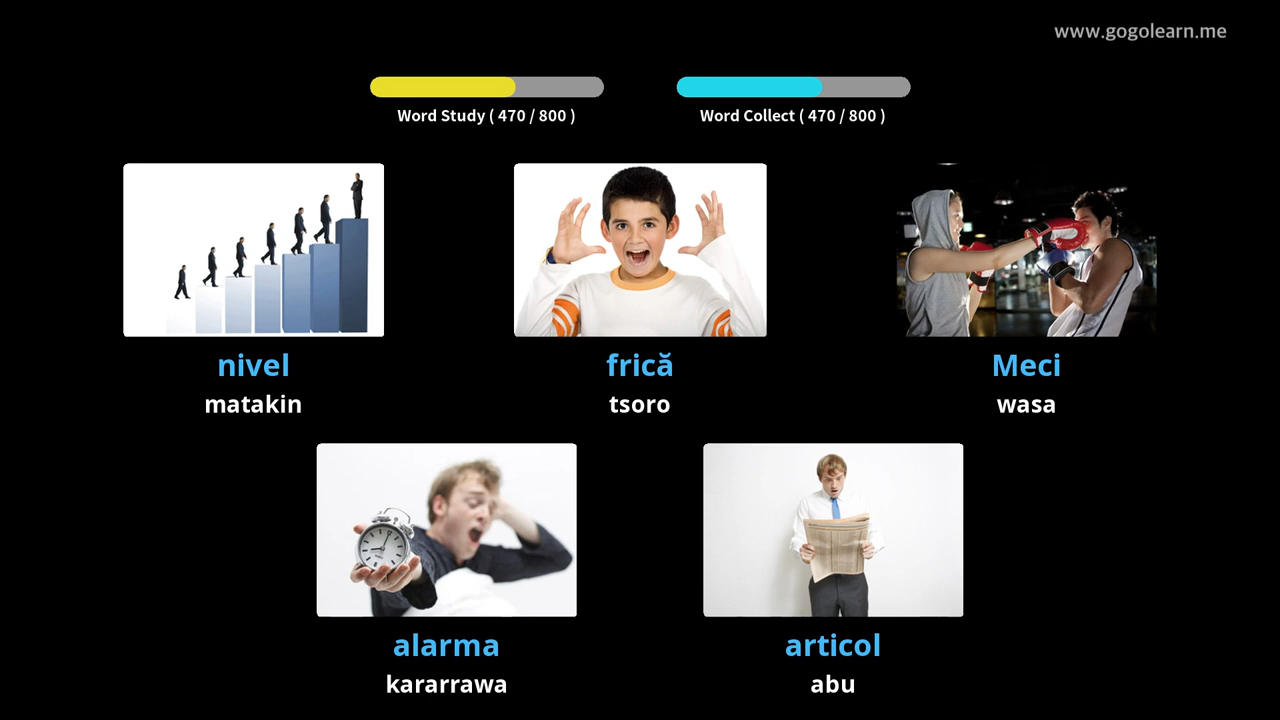 www.gogolearn.me
Word Study ( 470 / 800 )
Word Collect ( 470 / 800 )
nivel
matakin
frică
tsoro
Meci
wasa
alarma
kararrawa
articol
abu